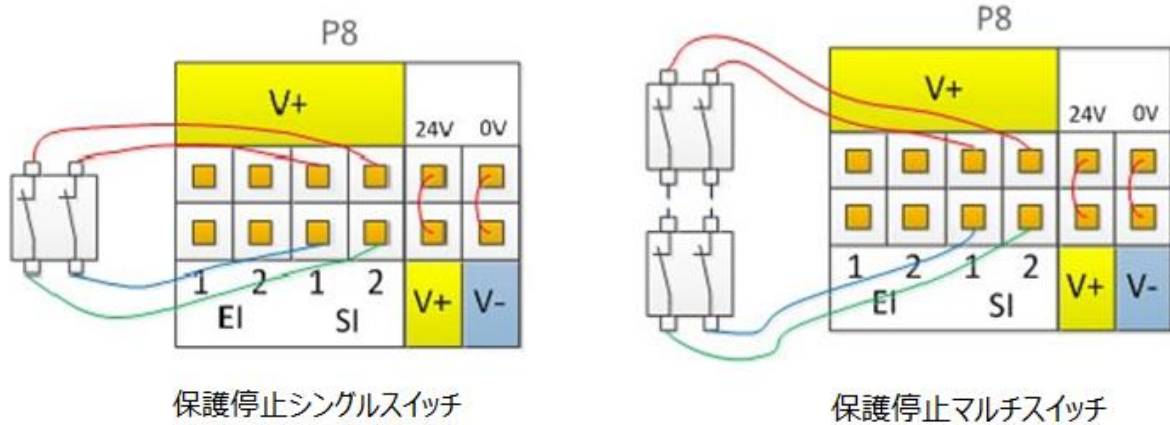 P8
V+
24V 0V
1 2 1 2
EI SI
V+ V-
保護停止シングルスイッチ
P8
V+
24V 0V
1 2 1 2
EI SI
V+ V-
保護停止マルチスイッチ